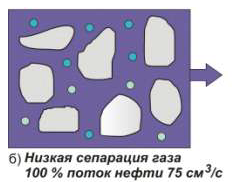 б) Низкая сепарация газа
100 % поток нефти 75 см³/с